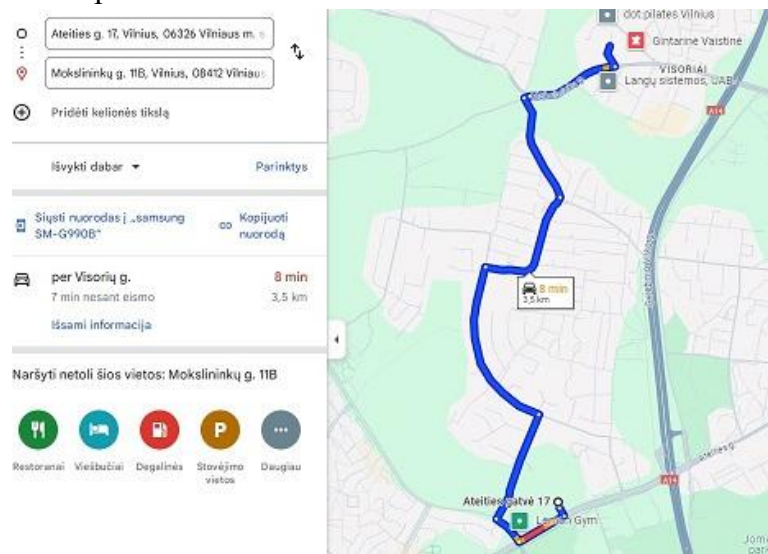 Ateities g. 17, Vilnius, 06326 Vilniaus m.
Mokslininkų g. 11B, Vilnius, 08412 Vilniaus
Pridėti kelionės tikslą
Išvykti dabar
Parinktys
Siųsti nuorodas į „samsung SM-G990B“
Kopijuoti nuorodą
per Visorių g.
8 min
7 min nesant eismo
3,5 km
Išsami informacija
Naršyti netoli šios vietos: Mokslininkų g. 11B
Restoranai
Viešbučiai
Degalinės
Stovėjimo vietos
Daugiau
dot.pilates Vilnius
Gintarinė Vaistinė
VISORIAI
Langų sistemos, UAB
A14
8 min
3,5 km
Ateities gatvė 17
Gym
Ateities g.
A14